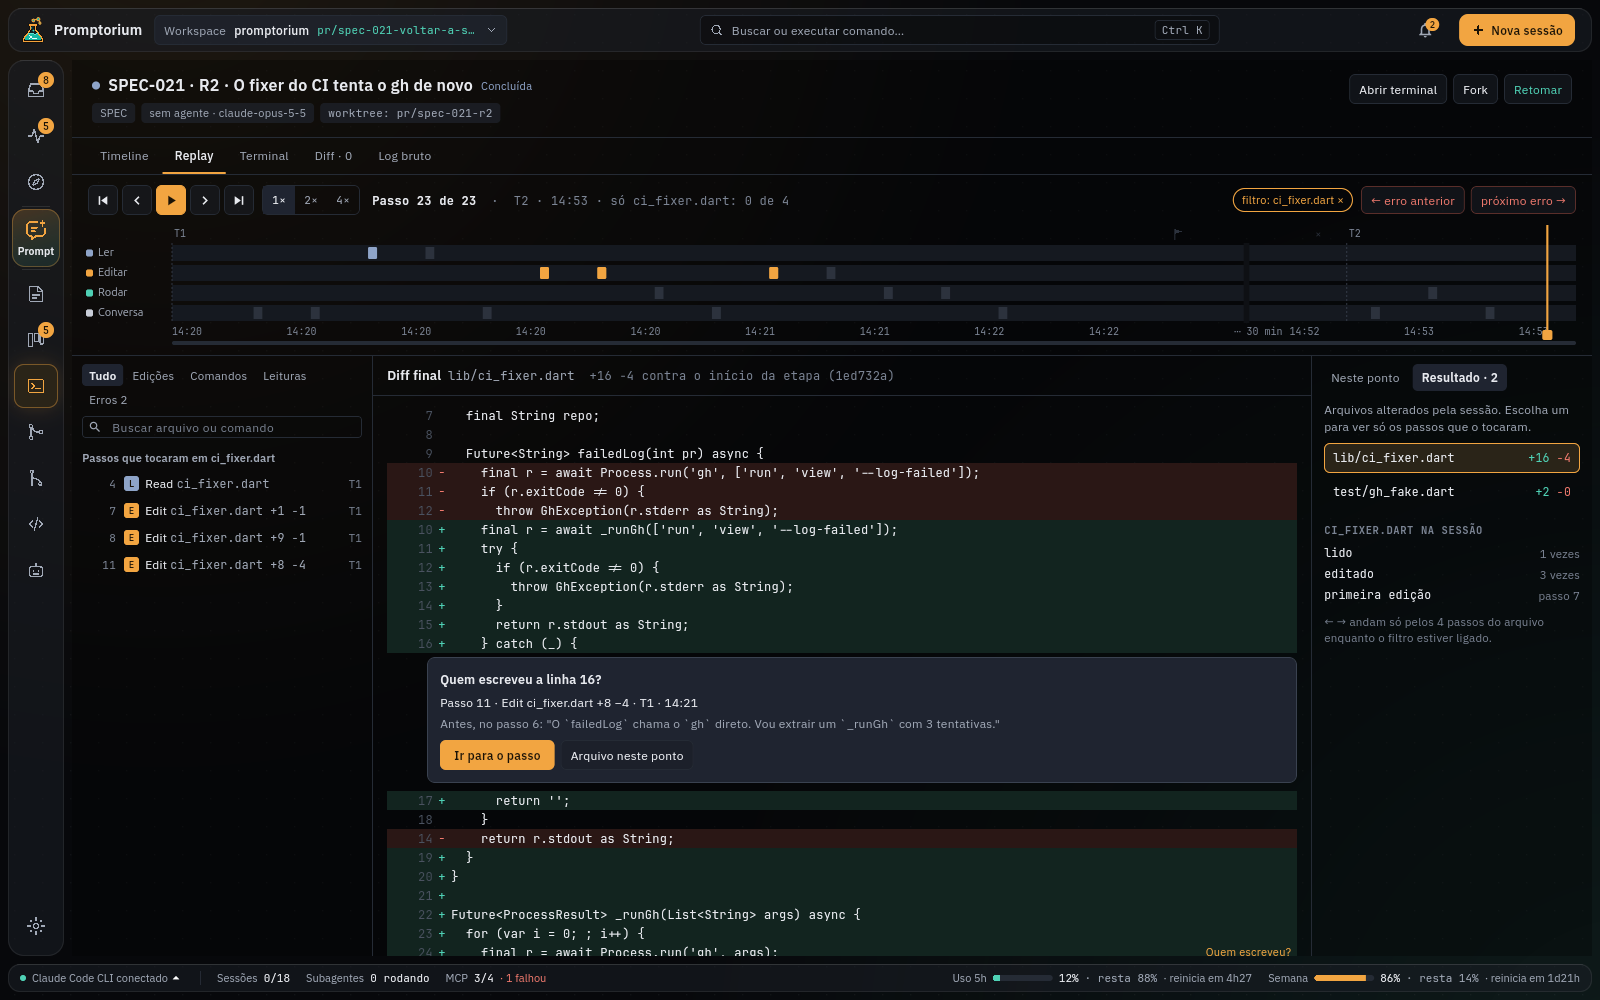 Promptorium
Workspace promptorium pr/spec-021-voltar-a-s…
Buscar ou executar comando…
Ctrl K
2
+ Nova sessão
8
5
Prompt
5
SPEC-021 · R2 · O fixer do CI tenta o gh de novo Concluída
SPEC
sem agente · claude-opus-5-5
worktree: pr/spec-021-r2
Abrir terminal
Fork
Retomar
Timeline
Replay
Terminal
Diff · 0
Log bruto
1× 2× 4×
Passo 23 de 23 · T2 · 14:53 · só ci_fixer.dart: 0 de 4
filtro: ci_fixer.dart ×
← erro anterior
próximo erro →
T1
T2
Ler
Editar
Rodar
Conversa
14:20 14:20 14:20 14:20 14:20 14:21 14:21 14:22 14:22 ⋯ 30 min 14:52 14:53
Tudo Edições Comandos Leituras
Erros 2
Buscar arquivo ou comando
Passos que tocaram em ci_fixer.dart
4 L Read ci_fixer.dart T1
7 E Edit ci_fixer.dart +1 -1 T1
8 E Edit ci_fixer.dart +9 -1 T1
11 E Edit ci_fixer.dart +8 -4 T1
Diff final lib/ci_fixer.dart +16 -4 contra o início da etapa (1ed732a)
7 final String repo;
8
9 Future<String> failedLog(int pr) async {
10 - final r = await Process.run('gh', ['run', 'view', '--log-failed']);
11 - if (r.exitCode != 0) {
12 - throw GhException(r.stderr as String);
10 + final r = await _runGh(['run', 'view', '--log-failed']);
11 + try {
12 + if (r.exitCode != 0) {
13 + throw GhException(r.stderr as String);
14 + }
15 + return r.stdout as String;
16 + } catch (_) {
Quem escreveu a linha 16?
Passo 11 · Edit ci_fixer.dart +8 −4 · T1 · 14:21
Antes, no passo 6: "O `failedLog` chama o `gh` direto. Vou extrair um `_runGh` com 3 tentativas."
Ir para o passo
Arquivo neste ponto
17 + return '';
18 }
14 - return r.stdout as String;
19 + }
20 + }
21 +
22 + Future<ProcessResult> _runGh(List<String> args) async {
23 + for (var i = 0; ; i++) {
24 + final r = await Process.run('gh', args);
Quem escreveu?
Neste ponto
Resultado · 2
Arquivos alterados pela sessão. Escolha um
para ver só os passos que o tocaram.
lib/ci_fixer.dart +16 -4
test/gh_fake.dart +2 -0
CI_FIXER.DART NA SESSÃO
lido 1 vezes
editado 3 vezes
primeira edição passo 7
← → andam só pelos 4 passos do arquivo
enquanto o filtro estiver ligado.
Claude Code CLI conectado
Sessões 0/18
Subagentes 0 rodando
MCP 3/4 · 1 falhou
Uso 5h 12% · resta 88% · reinicia em 4h27
Semana 86% · resta 14% · reinicia em 1d21h